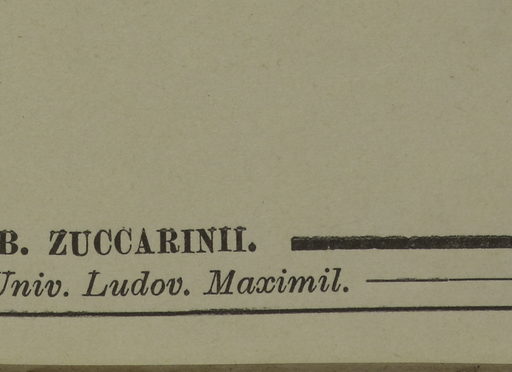 B. ZUCCARINII.
Univ. Ludov. Maximil.